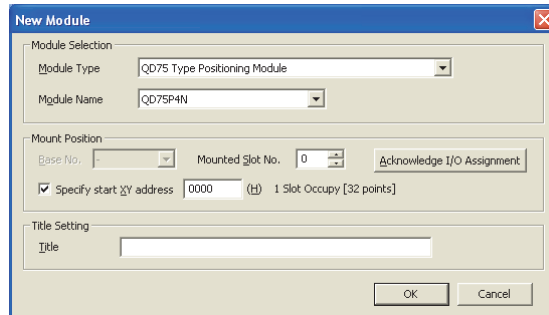 New Module
Module Selection
Module Type QD75 Type Positioning Module
Module Name QD75P4N
Mount Position
Base No. - Mounted Slot No. 0 Acknowledge I/O Assignment
Specify start XY address 0000 (H) 1 Slot Occupy [32 points]
Title Setting
Title
OK Cancel